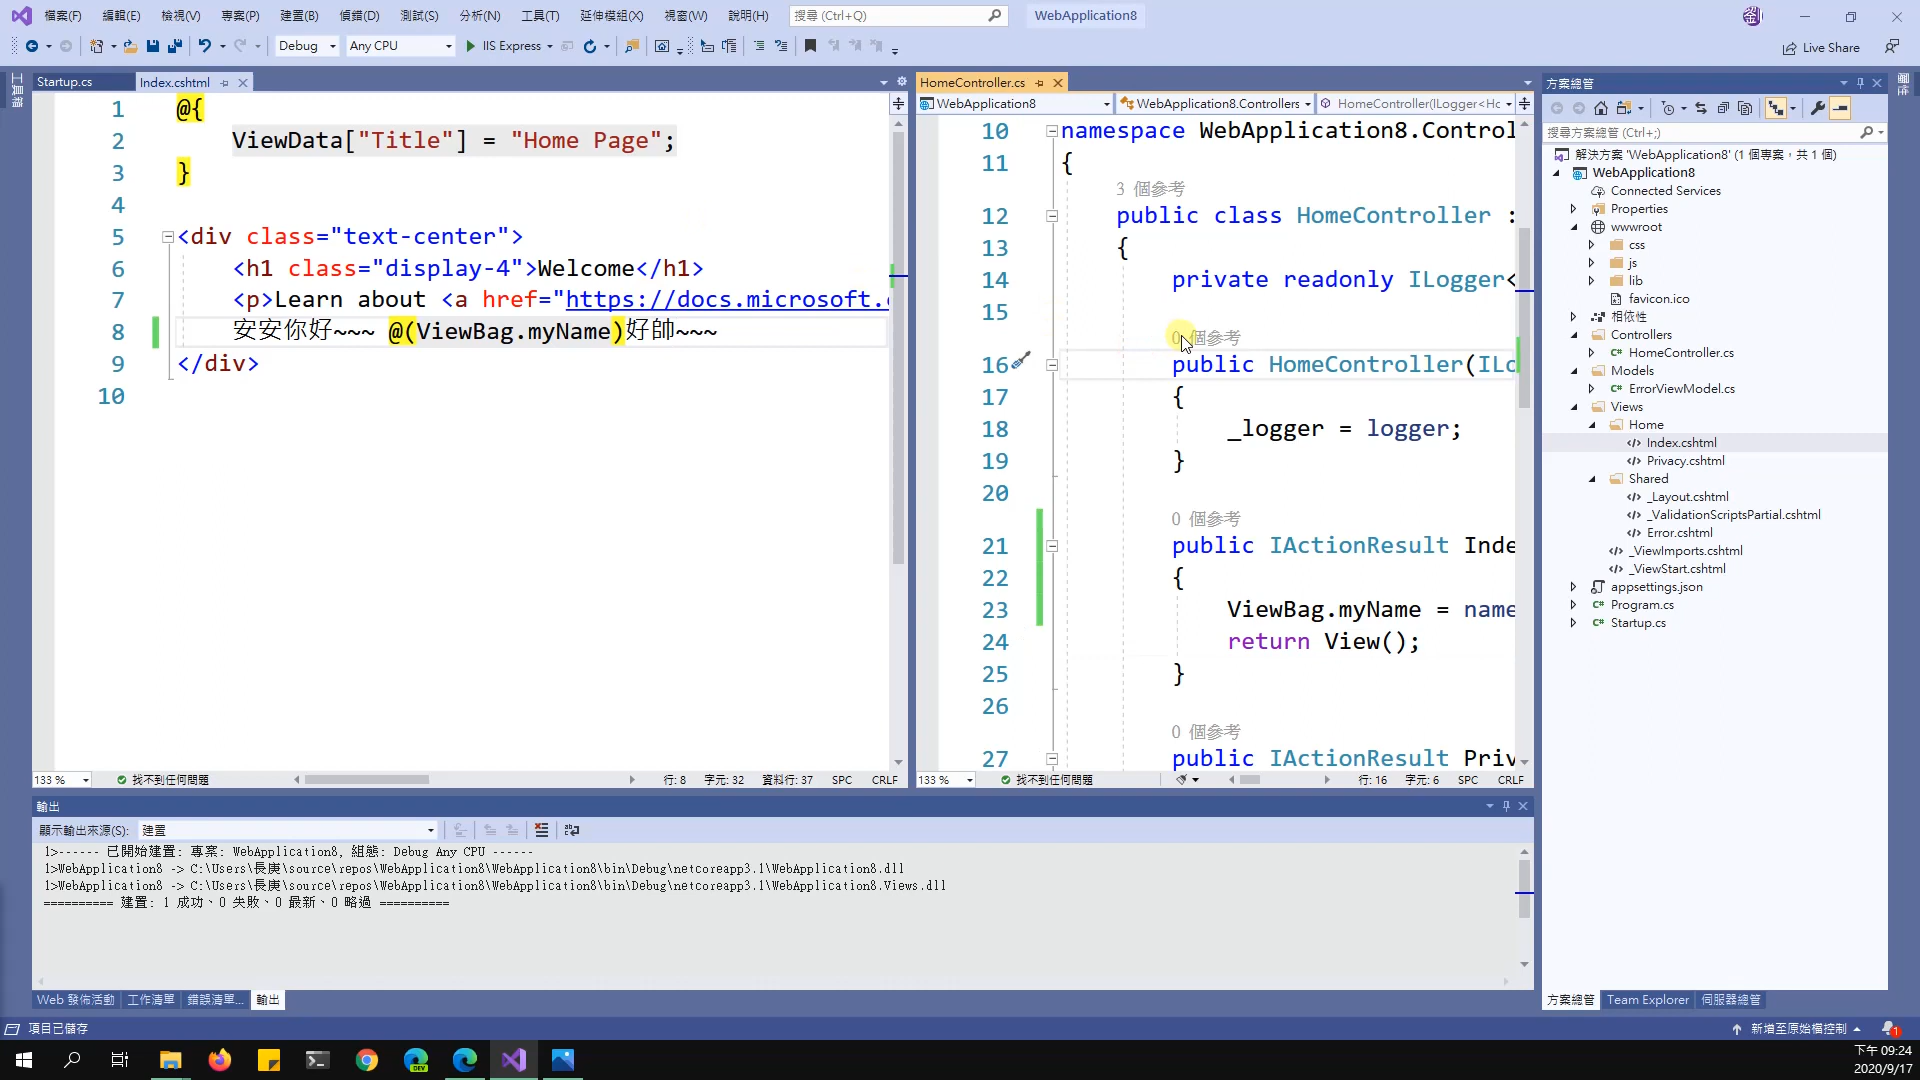 檔案(F) 編輯(E) 檢視(V) 專案(P) 建置(B) 偵錯(D) 測試(S) 分析(N) 工具(T) 延伸模組(X) 視窗(W) 說明(H) 搜尋 (Ctrl+Q) WebApplication8
Debug Any CPU IIS Express Live Share
工具箱
Startup.cs Index.cshtml
1 @{
2 ViewData["Title"] = "Home Page";
3 }
4
5 <div class="text-center">
6 <h1 class="display-4">Welcome</h1>
7 <p>Learn about <a href="https://docs.microsoft.
8 安安你好~~~ @(ViewBag.myName)好帥~~~
9 </div>
10
133 % 找不到任何問題 行: 8 字元: 32 資料行: 37 SPC CRLF
HomeController.cs
WebApplication8 WebApplication8.Controllers HomeController(ILogger<Hc
10 namespace WebApplication8.Control
11 {
3 個參考
12 public class HomeController :
13 {
14 private readonly ILogger<
15
0 個參考
16 public HomeController(ILo
17 {
18 _logger = logger;
19 }
20
0 個參考
21 public IActionResult Inde
22 {
23 ViewBag.myName = name
24 return View();
25 }
26
0 個參考
27 public IActionResult Priv
133 % 找不到任何問題 行: 16 字元: 6 SPC CRLF
方案總管
搜尋方案總管 (Ctrl+;)
解決方案 'WebApplication8' (1 個專案，共 1 個)
WebApplication8
Connected Services
Properties
wwwroot
css
js
lib
favicon.ico
相依性
Controllers
HomeController.cs
Models
ErrorViewModel.cs
Views
Home
Index.cshtml
Privacy.cshtml
Shared
_Layout.cshtml
_ValidationScriptsPartial.cshtml
Error.cshtml
_ViewImports.cshtml
_ViewStart.cshtml
appsettings.json
Program.cs
Startup.cs
方案總管 Team Explorer 伺服器總管
輸出
顯示輸出來源(S): 建置
1>------ 已開始建置: 專案: WebApplication8, 組態: Debug Any CPU ------
1>WebApplication8 -> C:\Users\長庚\source\repos\WebApplication8\WebApplication8\bin\Debug\netcoreapp3.1\WebApplication8.dll
1>WebApplication8 -> C:\Users\長庚\source\repos\WebApplication8\WebApplication8\bin\Debug\netcoreapp3.1\WebApplication8.Views.dll
========== 建置: 1 成功、0 失敗、0 最新、0 略過 ==========
Web 發佈活動 工作清單 錯誤清單... 輸出
項目已儲存 新增至原始檔控制 1
DEV
下午 09:24
2020/9/17